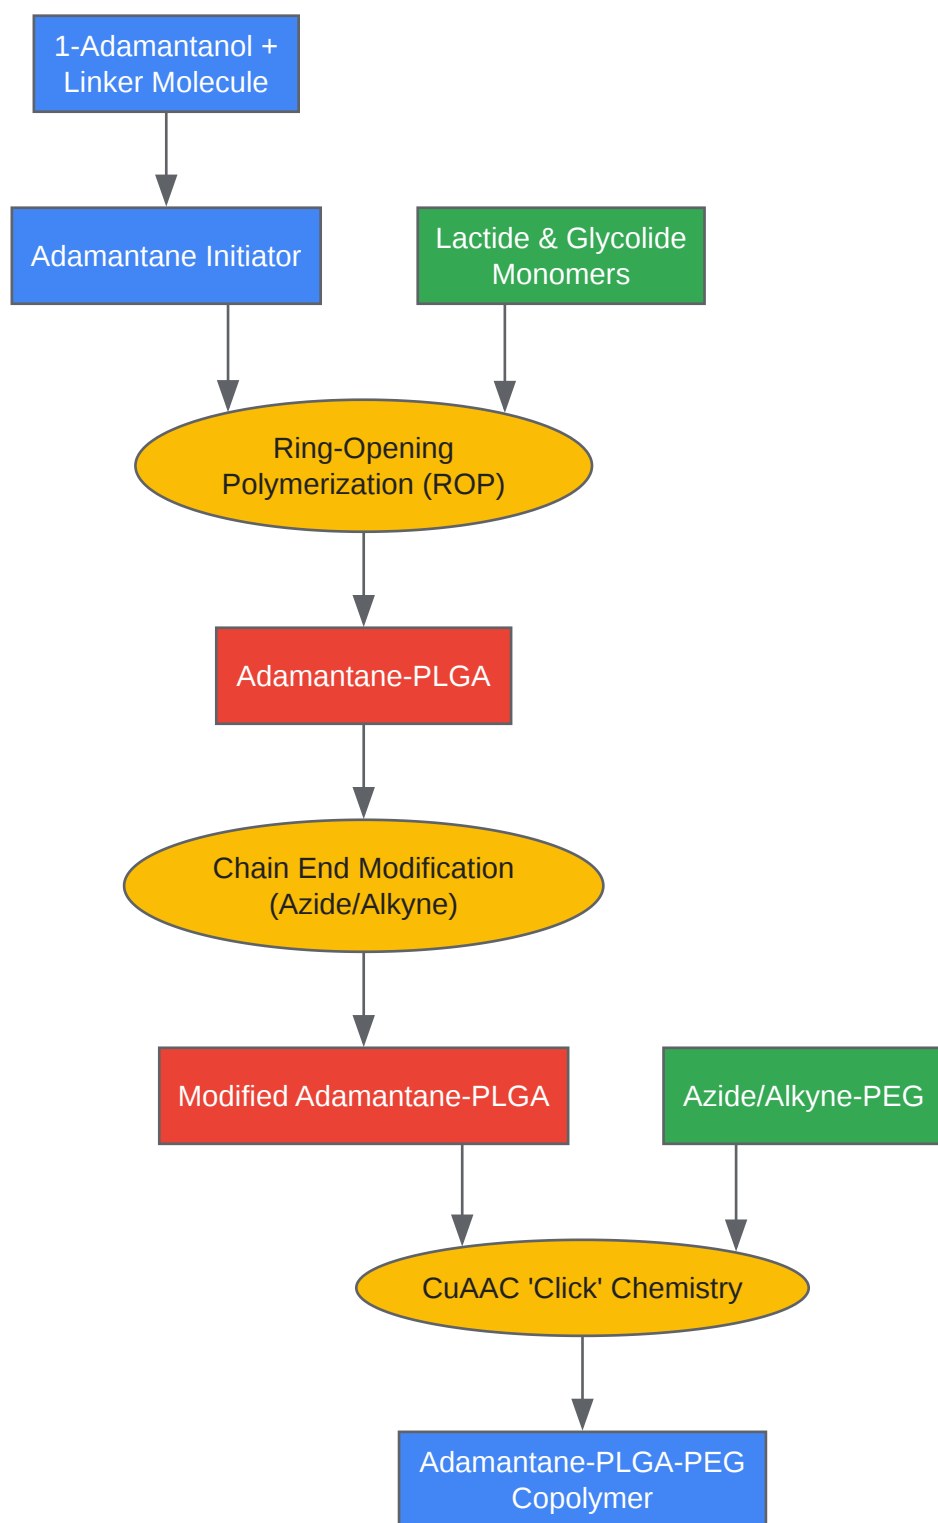 1-Adamantanol +
Linker Molecule
Adamantane Initiator
Lactide & Glycolide
Monomers
Ring-Opening
Polymerization (ROP)
Adamantane-PLGA
Chain End Modification
(Azide/Alkyne)
Modified Adamantane-PLGA
Azide/Alkyne-PEG
CuAAC 'Click' Chemistry
Adamantane-PLGA-PEG
Copolymer